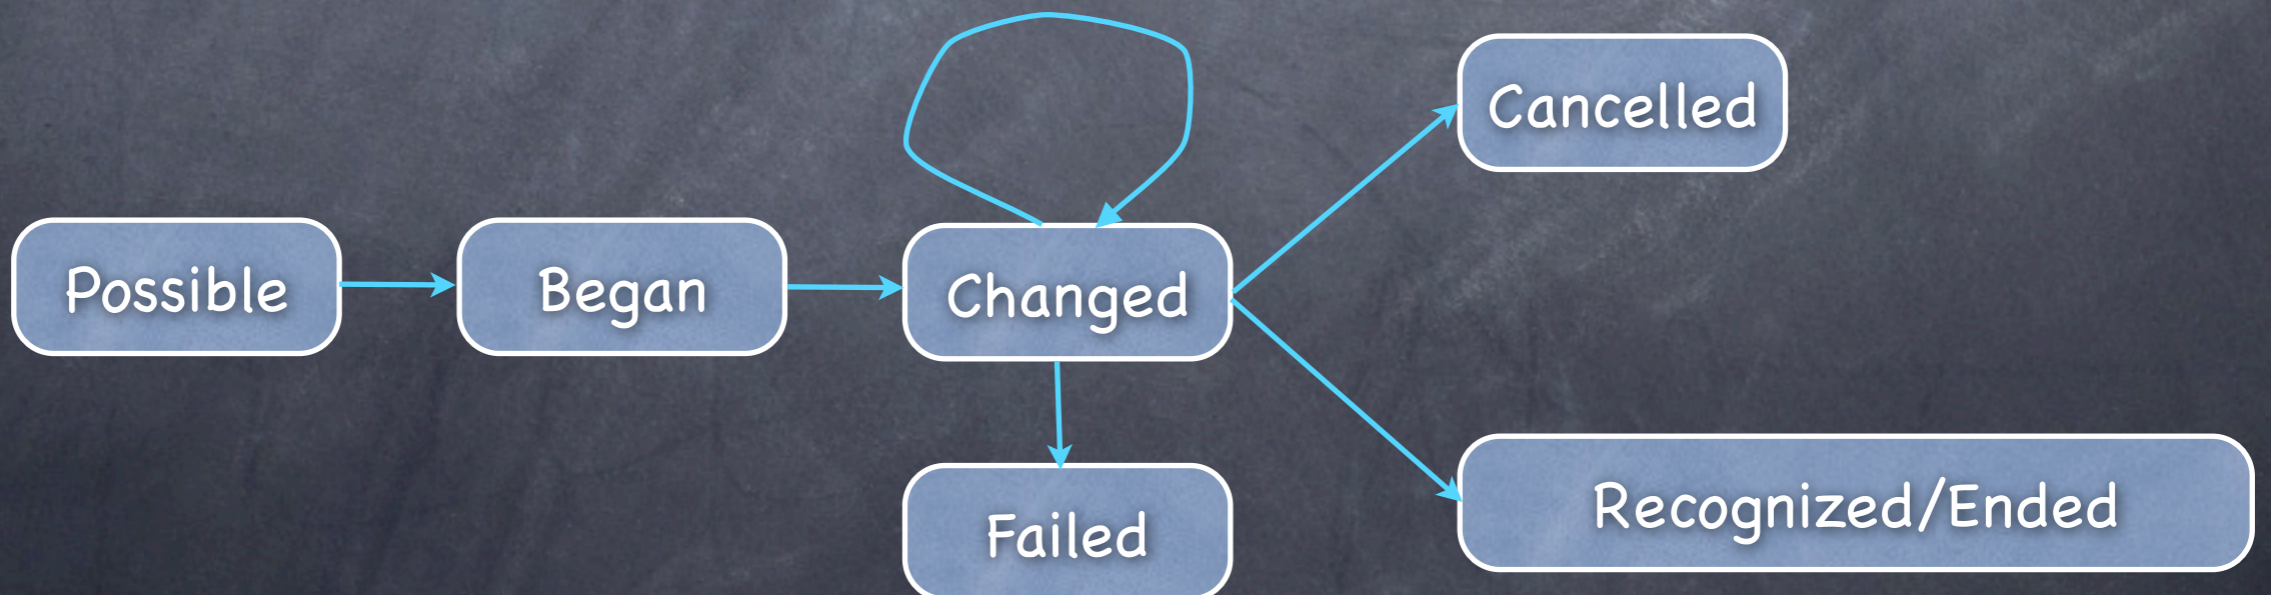 Cancelled
Possible
Began
Changed
Recognized/Ended
Failed